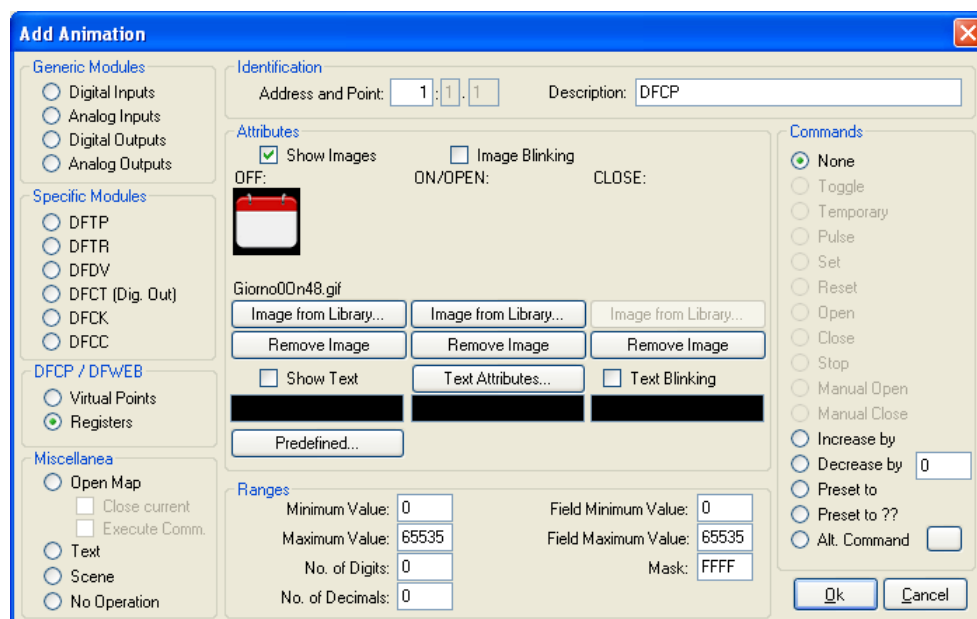 Add Animation
Generic Modules
Digital Inputs
Analog Inputs
Digital Outputs
Analog Outputs
Specific Modules
DFTP
DFTR
DFDV
DFCT (Dig. Out)
DFCK
DFCC
DFCP / DFWEB
Virtual Points
Registers
Miscellanea
Open Map
Close current
Execute Comm.
Text
Scene
No Operation
Identification
Address and Point: 1 : 1 . 1 Description: DFCP
Attributes
Show Images Image Blinking
OFF: ON/OPEN: CLOSE:
Giorno0On48.gif
Image from Library... Image from Library... Image from Library...
Remove Image Remove Image Remove Image
Show Text Text Attributes... Text Blinking
Predefined...
Ranges
Minimum Value: 0 Field Minimum Value: 0
Maximum Value: 65535 Field Maximum Value: 65535
No. of Digits: 0 Mask: FFFF
No. of Decimals: 0
Commands
None
Toggle
Temporary
Pulse
Set
Reset
Open
Close
Stop
Manual Open
Manual Close
Increase by
Decrease by 0
Preset to
Preset to ??
Alt. Command
Ok Cancel